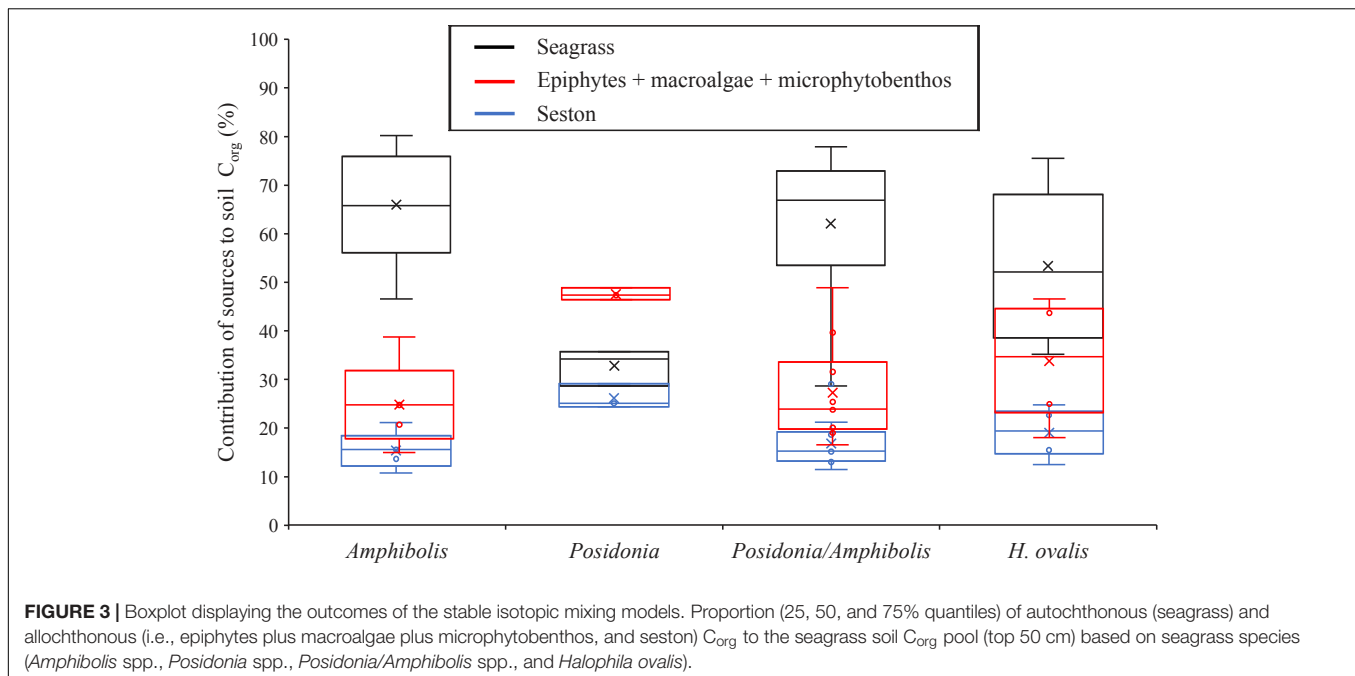 100
90
80
70
60
50
40
30
20
10
0
Contribution of sources to soil C_org (%)
Seagrass
Epiphytes + macroalgae + microphytobenthos
Seston
Amphibolis
Posidonia
Posidonia/Amphibolis
H. ovalis
FIGURE 3 | Boxplot displaying the outcomes of the stable isotopic mixing models. Proportion (25, 50, and 75% quantiles) of autochthonous (seagrass) and
allochthonous (i.e., epiphytes plus macroalgae plus microphytobenthos, and seston) C_org to the seagrass soil C_org pool (top 50 cm) based on seagrass species
(Amphibolis spp., Posidonia spp., Posidonia/Amphibolis spp., and Halophila ovalis).